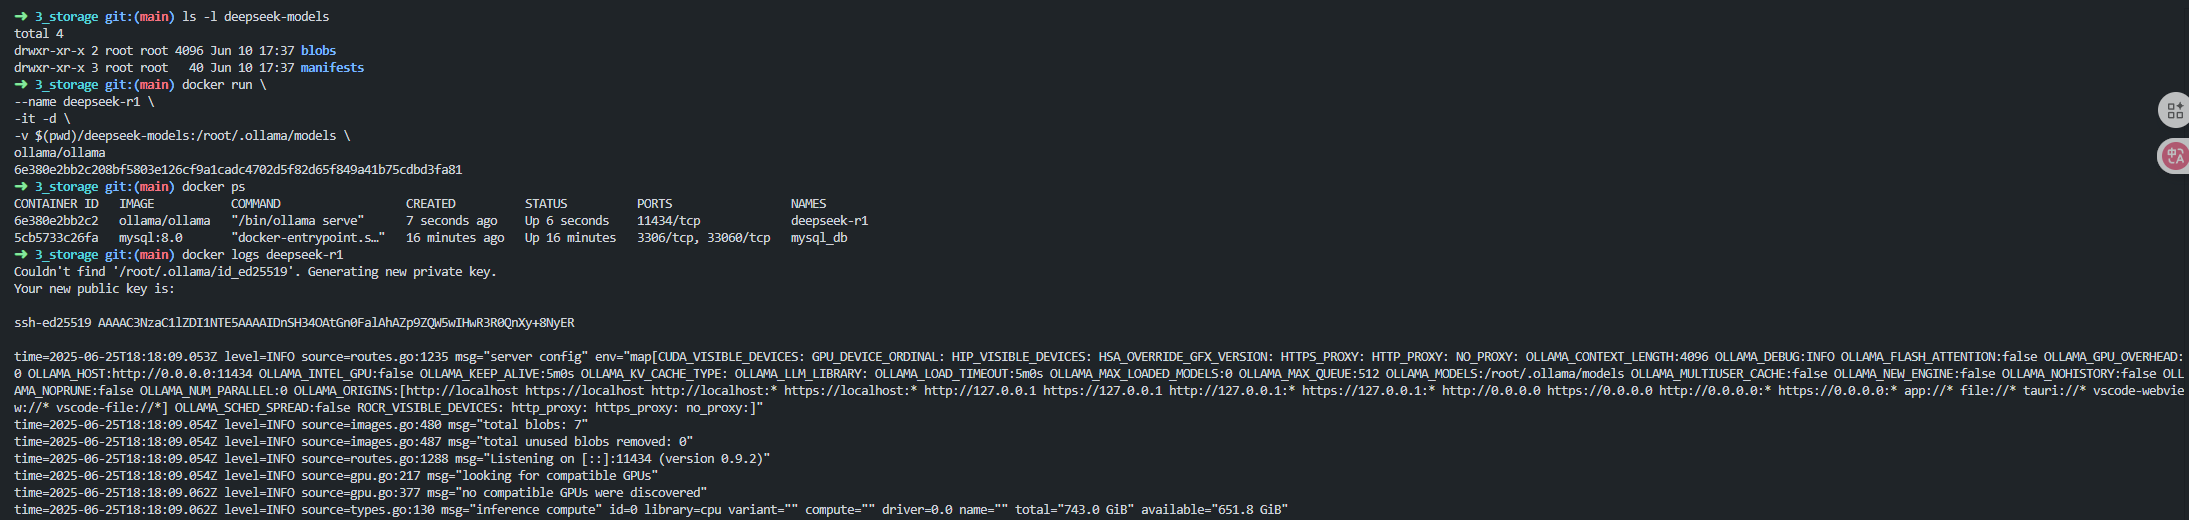 ➜ 3_storage git:(main) ls -l deepseek-models
total 4
drwxr-xr-x 2 root root 4096 Jun 10 17:37 blobs
drwxr-xr-x 3 root root   40 Jun 10 17:37 manifests
➜ 3_storage git:(main) docker run \
--name deepseek-r1 \
-it -d \
-v $(pwd)/deepseek-models:/root/.ollama/models \
ollama/ollama
6e380e2bb2c208bf5803e126cf9a1cadc4702d5f82d65f849a41b75cdbd3fa81
➜ 3_storage git:(main) docker ps
CONTAINER ID   IMAGE           COMMAND                  CREATED          STATUS          PORTS                 NAMES
6e380e2bb2c2   ollama/ollama   "/bin/ollama serve"      7 seconds ago    Up 6 seconds    11434/tcp             deepseek-r1
5cb5733c26fa   mysql:8.0       "docker-entrypoint.s…"   16 minutes ago   Up 16 minutes   3306/tcp, 33060/tcp   mysql_db
➜ 3_storage git:(main) docker logs deepseek-r1
Couldn't find '/root/.ollama/id_ed25519'. Generating new private key.
Your new public key is:
ssh-ed25519 AAAAC3NzaC1lZDI1NTE5AAAAIDnSH34OAtGn0FalAhAZp9ZQW5wIHwR3R0QnXy+8NyER
time=2025-06-25T18:18:09.053Z level=INFO source=routes.go:1235 msg="server config" env="map[CUDA_VISIBLE_DEVICES: GPU_DEVICE_ORDINAL: HIP_VISIBLE_DEVICES: HSA_OVERRIDE_GFX_VERSION: HTTPS_PROXY: HTTP_PROXY: NO_PROXY: OLLAMA_CONTEXT_LENGTH:4096 OLLAMA_DEBUG:INFO OLLAMA_FLASH_ATTENTION:false OLLAMA_GPU_OVERHEAD:
0 OLLAMA_HOST:http://0.0.0.0:11434 OLLAMA_INTEL_GPU:false OLLAMA_KEEP_ALIVE:5m0s OLLAMA_KV_CACHE_TYPE: OLLAMA_LLM_LIBRARY: OLLAMA_LOAD_TIMEOUT:5m0s OLLAMA_MAX_LOADED_MODELS:0 OLLAMA_MAX_QUEUE:512 OLLAMA_MODELS:/root/.ollama/models OLLAMA_MULTIUSER_CACHE:false OLLAMA_NEW_ENGINE:false OLLAMA_NOHISTORY:false OLL
AMA_NOPRUNE:false OLLAMA_NUM_PARALLEL:0 OLLAMA_ORIGINS:[http://localhost https://localhost http://localhost:* https://localhost:* http://127.0.0.1 https://127.0.0.1 http://127.0.0.1:* https://127.0.0.1:* http://0.0.0.0 https://0.0.0.0 http://0.0.0.0:* https://0.0.0.0:* app://* file://* tauri://* vscode-webvie
w://* vscode-file://*] OLLAMA_SCHED_SPREAD:false ROCR_VISIBLE_DEVICES: http_proxy: https_proxy: no_proxy:]"
time=2025-06-25T18:18:09.054Z level=INFO source=images.go:480 msg="total blobs: 7"
time=2025-06-25T18:18:09.054Z level=INFO source=images.go:487 msg="total unused blobs removed: 0"
time=2025-06-25T18:18:09.054Z level=INFO source=routes.go:1288 msg="Listening on [::]:11434 (version 0.9.2)"
time=2025-06-25T18:18:09.054Z level=INFO source=gpu.go:217 msg="looking for compatible GPUs"
time=2025-06-25T18:18:09.062Z level=INFO source=gpu.go:377 msg="no compatible GPUs were discovered"
time=2025-06-25T18:18:09.062Z level=INFO source=types.go:130 msg="inference compute" id=0 library=cpu variant="" compute="" driver=0.0 name="" total="743.0 GiB" available="651.8 GiB"